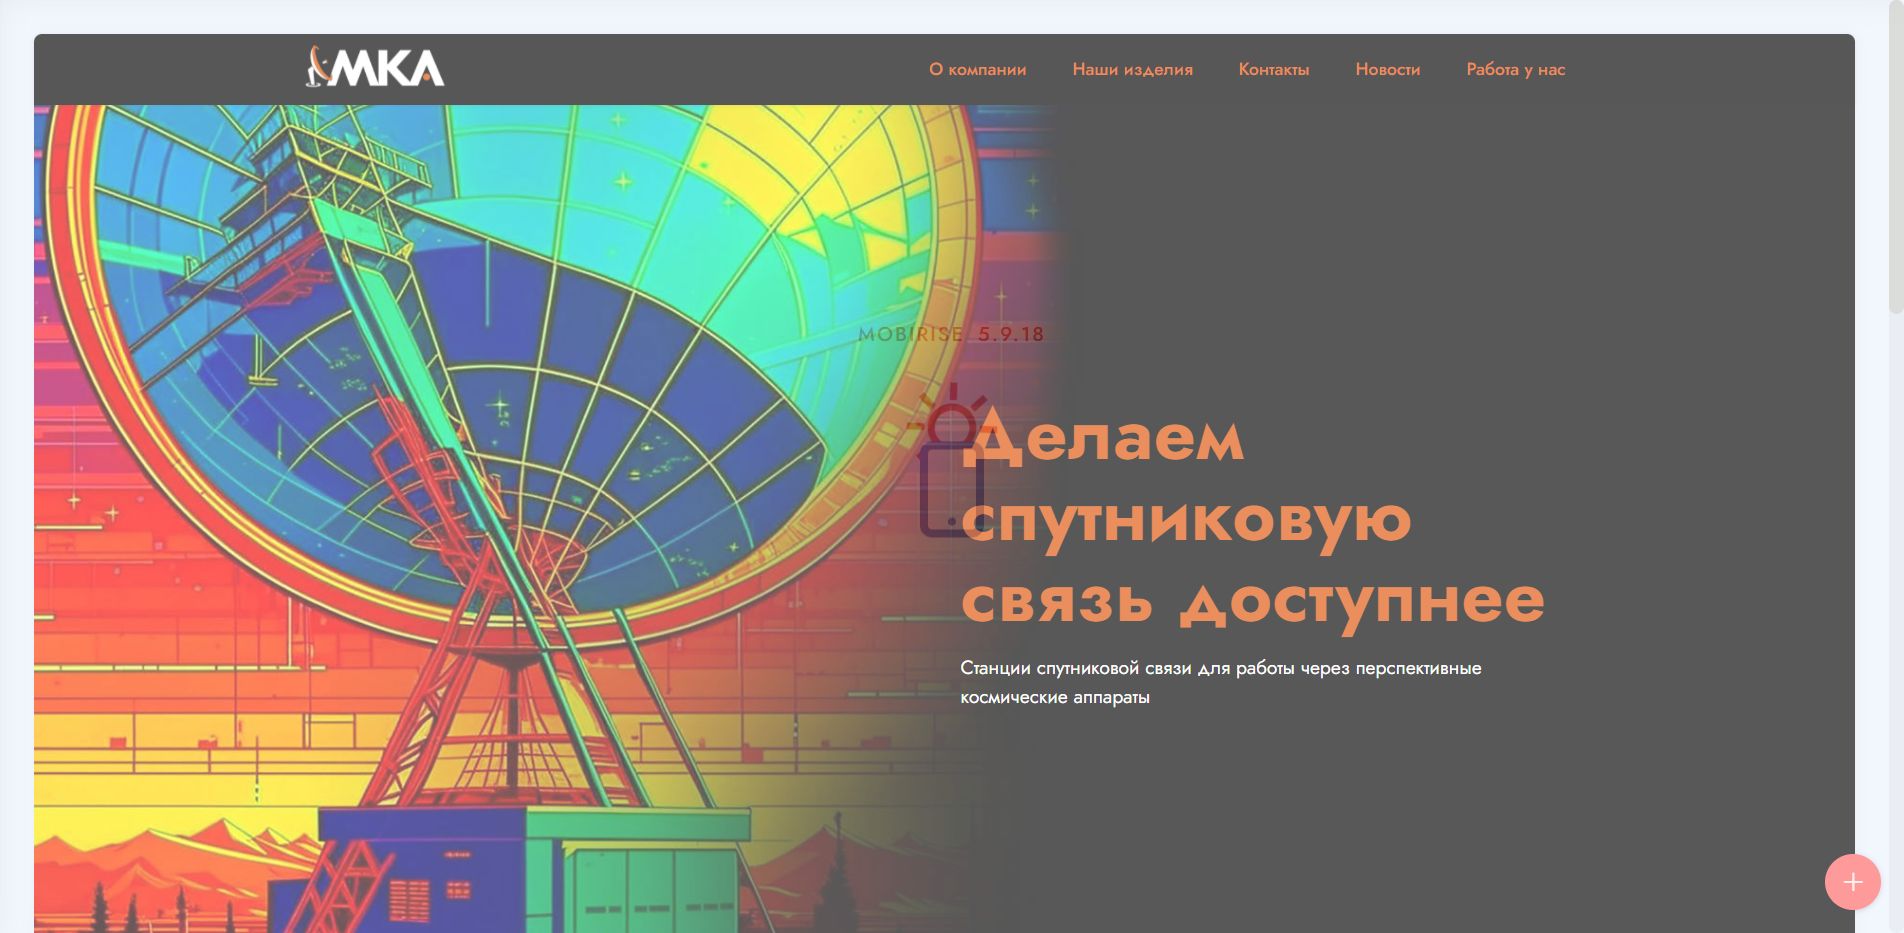 МКА
О компании Наши изделия Контакты Новости Работа у нас
MOBIRISE 5.9.18
Делаем
спутниковую
связь доступнее
Станции спутниковой связи для работы через перспективные
космические аппараты